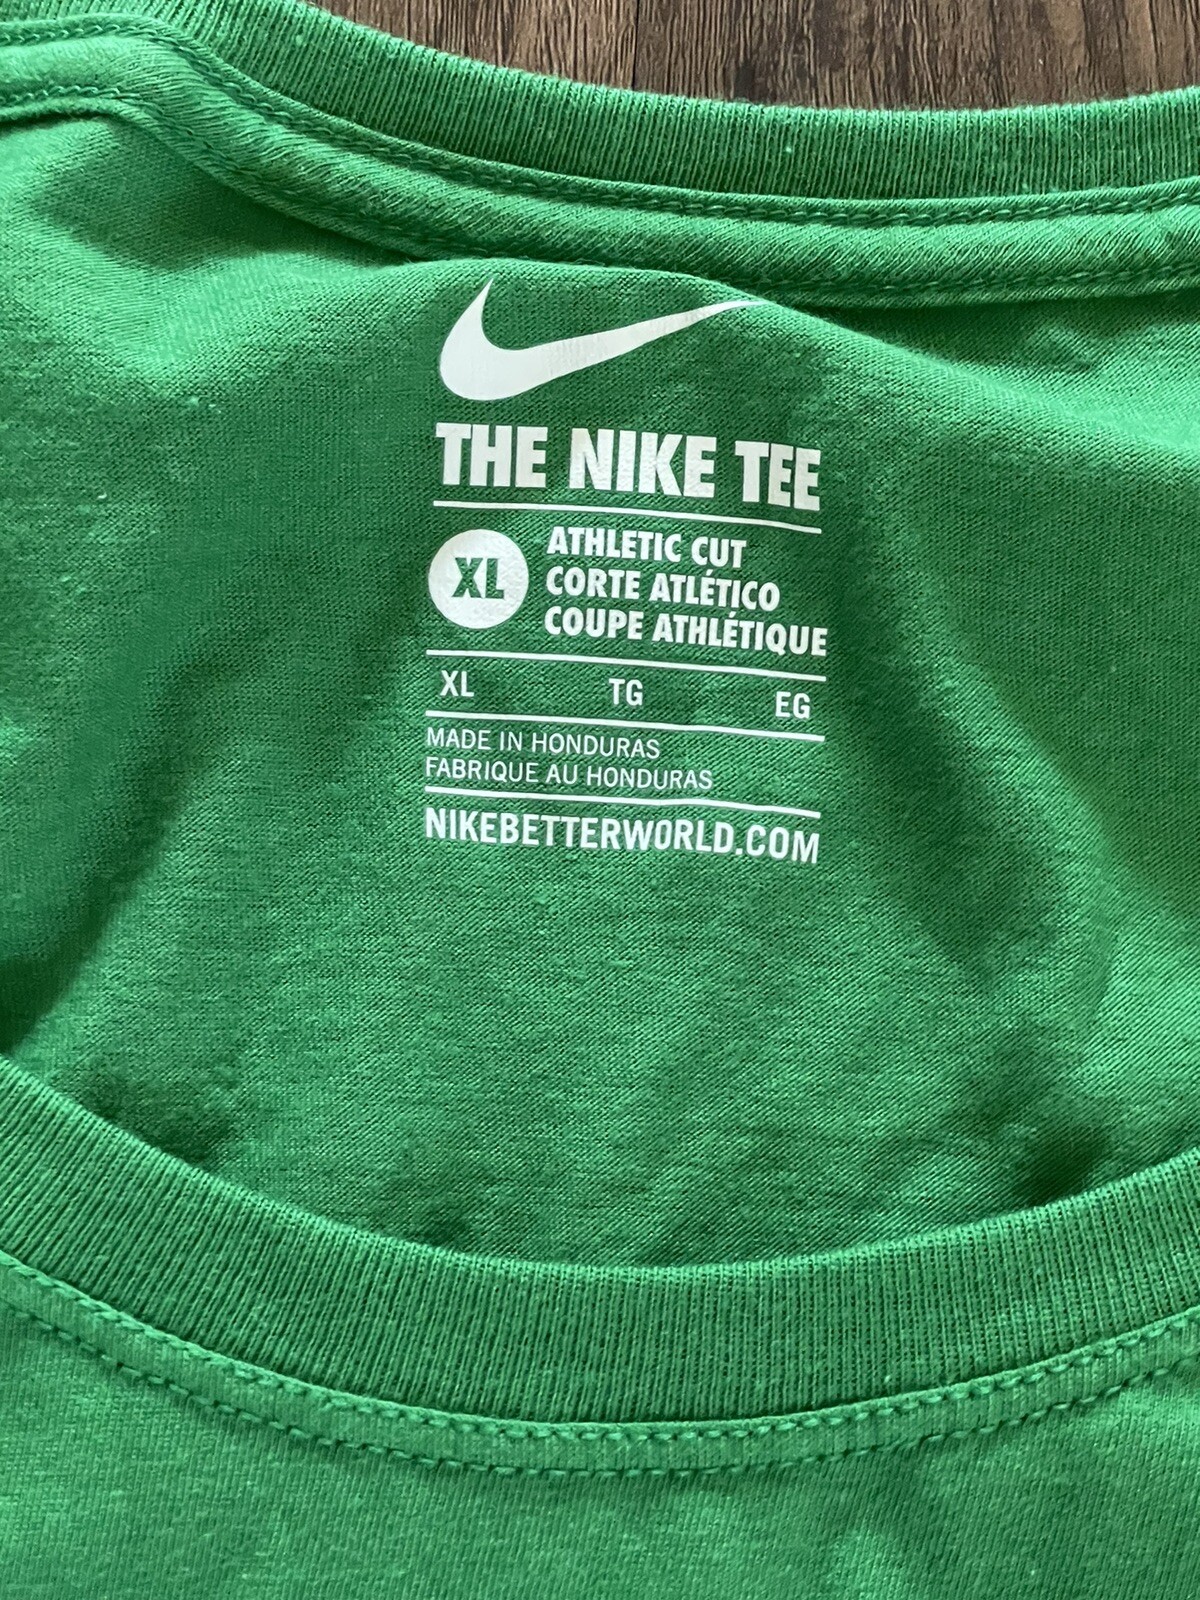 THE NIKE TEE
XL
ATHLETIC CUT
CORTE ATLÉTICO
COUPE ATHLÉTIQUE
XL TG EG
MADE IN HONDURAS
FABRIQUE AU HONDURAS
NIKEBETTERWORLD.COM